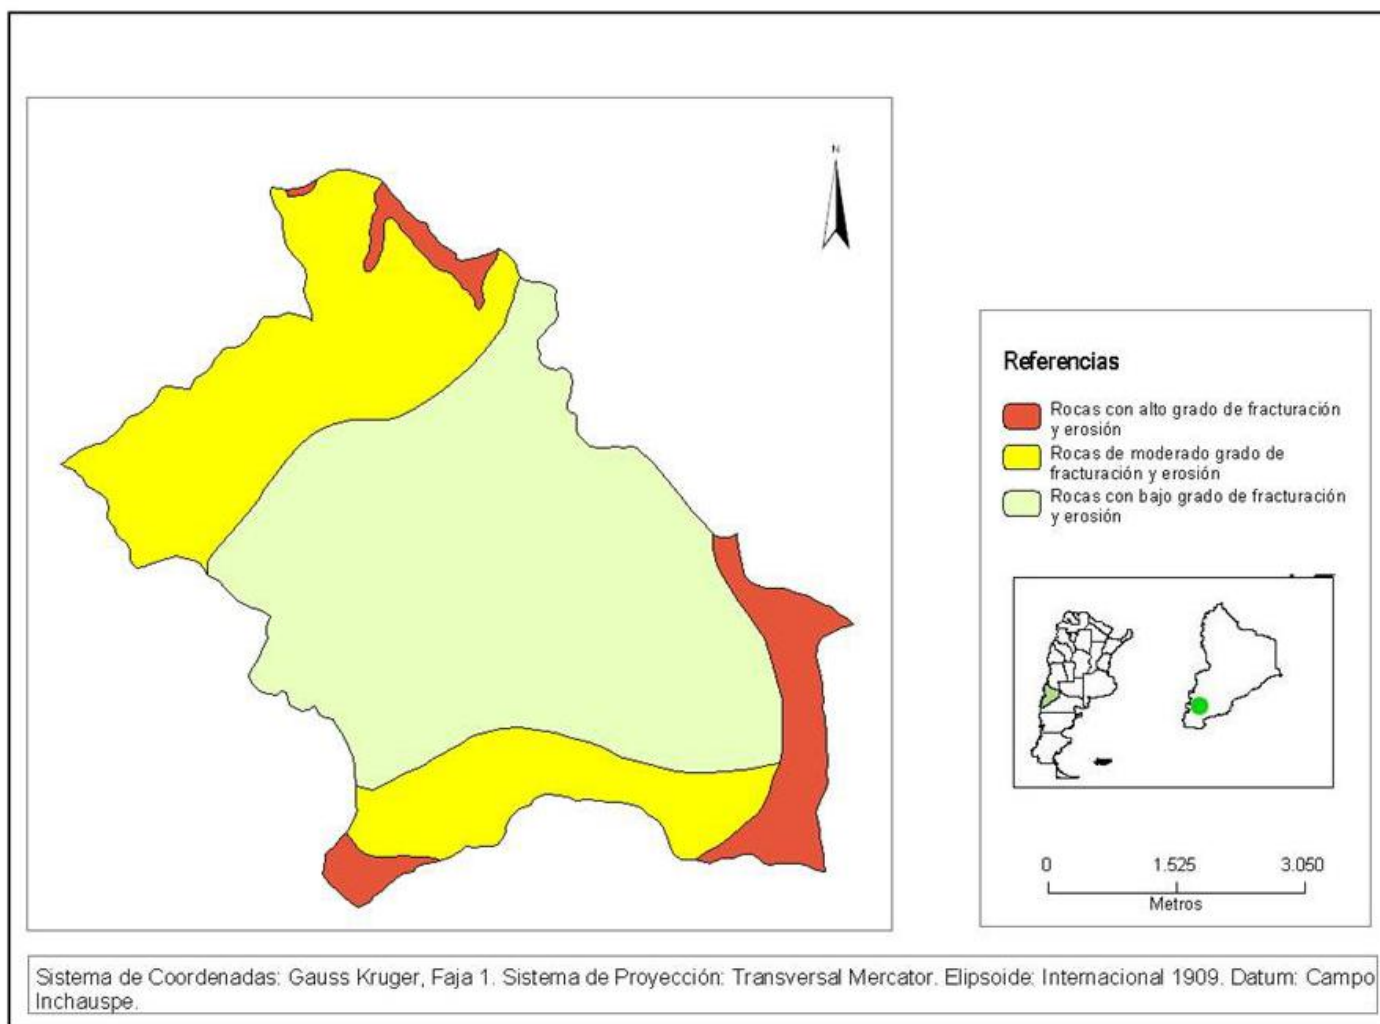 N
Referencias
Rocas con alto grado de fracturación
y erosión
Rocas de moderado grado de
fracturación y erosión
Rocas con bajo grado de fracturación
y erosión
0 1.525 3.050
Metros
Sistema de Coordenadas: Gauss Kruger, Faja 1. Sistema de Proyección: Transversal Mercator. Elipsoide: Internacional 1909. Datum: Campo
Inchauspe.